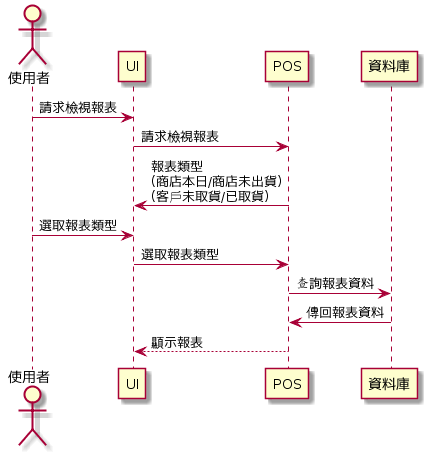 使用者
UI
POS
資料庫
請求檢視報表
請求檢視報表
報表類型
(商店本日/商店未出貨)
(客戶未取貨/已取貨)
選取報表類型
選取報表類型
查詢報表資料
傳回報表資料
顯示報表
使用者
UI
POS
資料庫